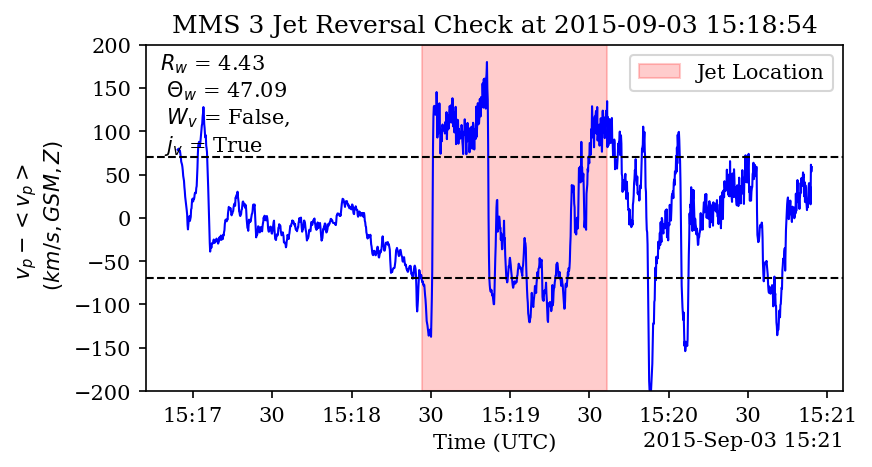 MMS 3 Jet Reversal Check at 2015-09-03 15:18:54
R_w = 4.43
Θ_w = 47.09
W_v = False,
j_v = True
Jet Location
v_p − < v_p >
(km/s, GSM, Z)
200
150
100
50
0
−50
−100
−150
−200
15:17 30 15:18 30 15:19 30 15:20 30 15:21
Time (UTC)
2015-Sep-03 15:21